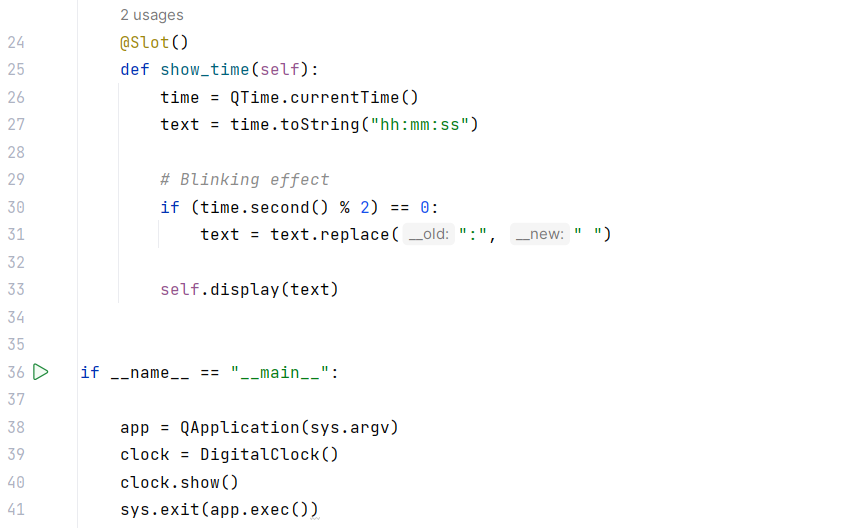 2 usages
24 @Slot()
25 def show_time(self):
26 time = QTime.currentTime()
27 text = time.toString("hh:mm:ss")
28
29 # Blinking effect
30 if (time.second() % 2) == 0:
31 text = text.replace(__old: ":", __new: " ")
32
33 self.display(text)
34
35
36 if __name__ == "__main__":
37
38 app = QApplication(sys.argv)
39 clock = DigitalClock()
40 clock.show()
41 sys.exit(app.exec())